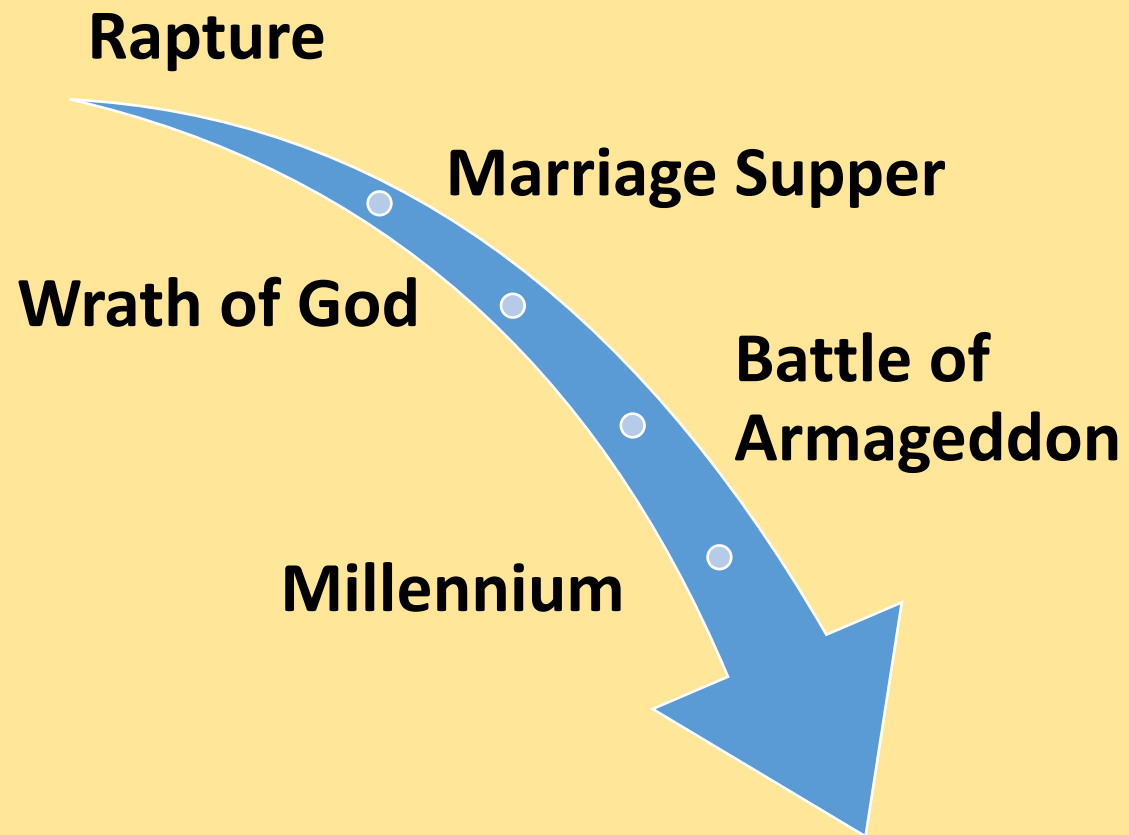 Rapture
Marriage Supper
Wrath of God
Battle of
Armageddon
Millennium